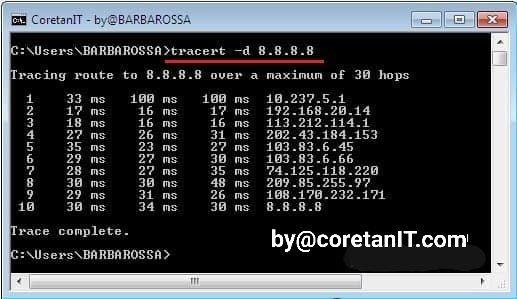 CoretanIT - by@BARBAROSSA
C:\Users\BARBAROSSA>tracert -d 8.8.8.8
Tracing route to 8.8.8.8 over a maximum of 30 hops
1 33 ms 100 ms 100 ms 10.237.5.1
2 17 ms 16 ms 17 ms 192.168.20.14
3 18 ms 16 ms 16 ms 113.212.114.1
4 27 ms 26 ms 31 ms 202.43.184.153
5 35 ms 23 ms 27 ms 103.83.6.45
6 29 ms 27 ms 30 ms 103.83.6.66
7 28 ms 27 ms 35 ms 74.125.118.220
8 30 ms 30 ms 48 ms 209.85.255.97
9 29 ms 31 ms 26 ms 108.170.232.171
10 30 ms 34 ms 30 ms 8.8.8.8
Trace complete.
by@coretanIT.com
C:\Users\BARBAROSSA>